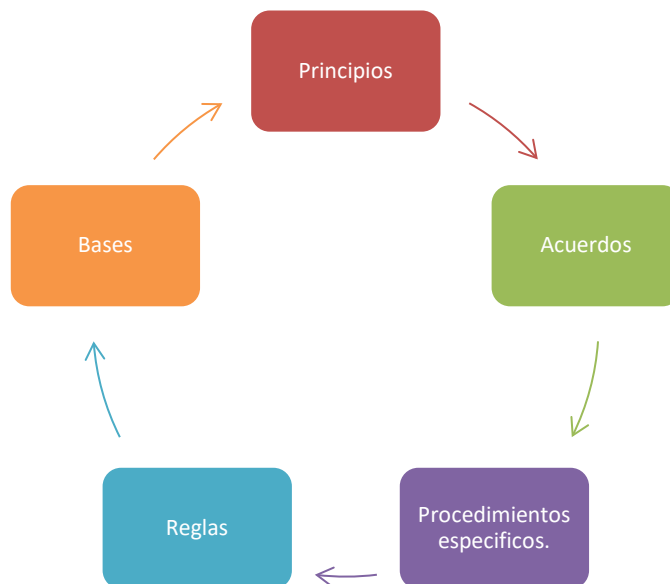 Principios
Acuerdos
Procedimientos
especificos.
Reglas
Bases